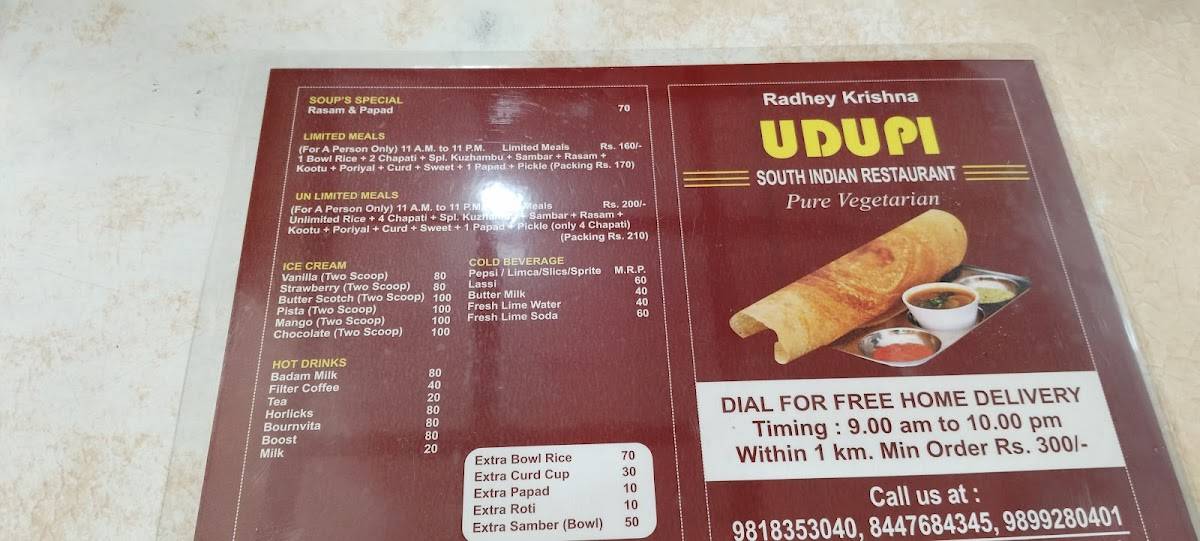 SOUP'S SPECIAL
Rasam & Papad 70
LIMITED MEALS
(For A Person Only) 11 A.M. to 11 P.M. Limited Meals Rs. 160/-
1 Bowl Rice + 2 Chapati + Spl. Kuzhambu + Sambar + Rasam +
Kootu + Poriyal + Curd + Sweet + 1 Papad + Pickle (Packing Rs. 170)
UN LIMITED MEALS
(For A Person Only) 11 A.M. to 11 P.M. Meals Rs. 200/-
Unlimited Rice + 4 Chapati + Spl. Kuzhambu + Sambar + Rasam +
Kootu + Poriyal + Curd + Sweet + 1 Papad + Pickle (only 4 Chapati)
(Packing Rs. 210)
ICE CREAM
Vanilla (Two Scoop) 80
Strawberry (Two Scoop) 80
Butter Scotch (Two Scoop) 100
Pista (Two Scoop) 100
Mango (Two Scoop) 100
Chocolate (Two Scoop) 100
COLD BEVERAGE
Pepsi / Limca/Slics/Sprite M.R.P.
Lassi 60
Butter Milk 40
Fresh Lime Water 40
Fresh Lime Soda 60
HOT DRINKS
Badam Milk 80
Filter Coffee 40
Tea 20
Horlicks 80
Bournvita 80
Boost 80
Milk 20
Extra Bowl Rice 70
Extra Curd Cup 30
Extra Papad 10
Extra Roti 10
Extra Samber (Bowl) 50
Radhey Krishna
UDUPI
SOUTH INDIAN RESTAURANT
Pure Vegetarian
DIAL FOR FREE HOME DELIVERY
Timing : 9.00 am to 10.00 pm
Within 1 km. Min Order Rs. 300/-
Call us at :
9818353040, 8447684345, 9899280401